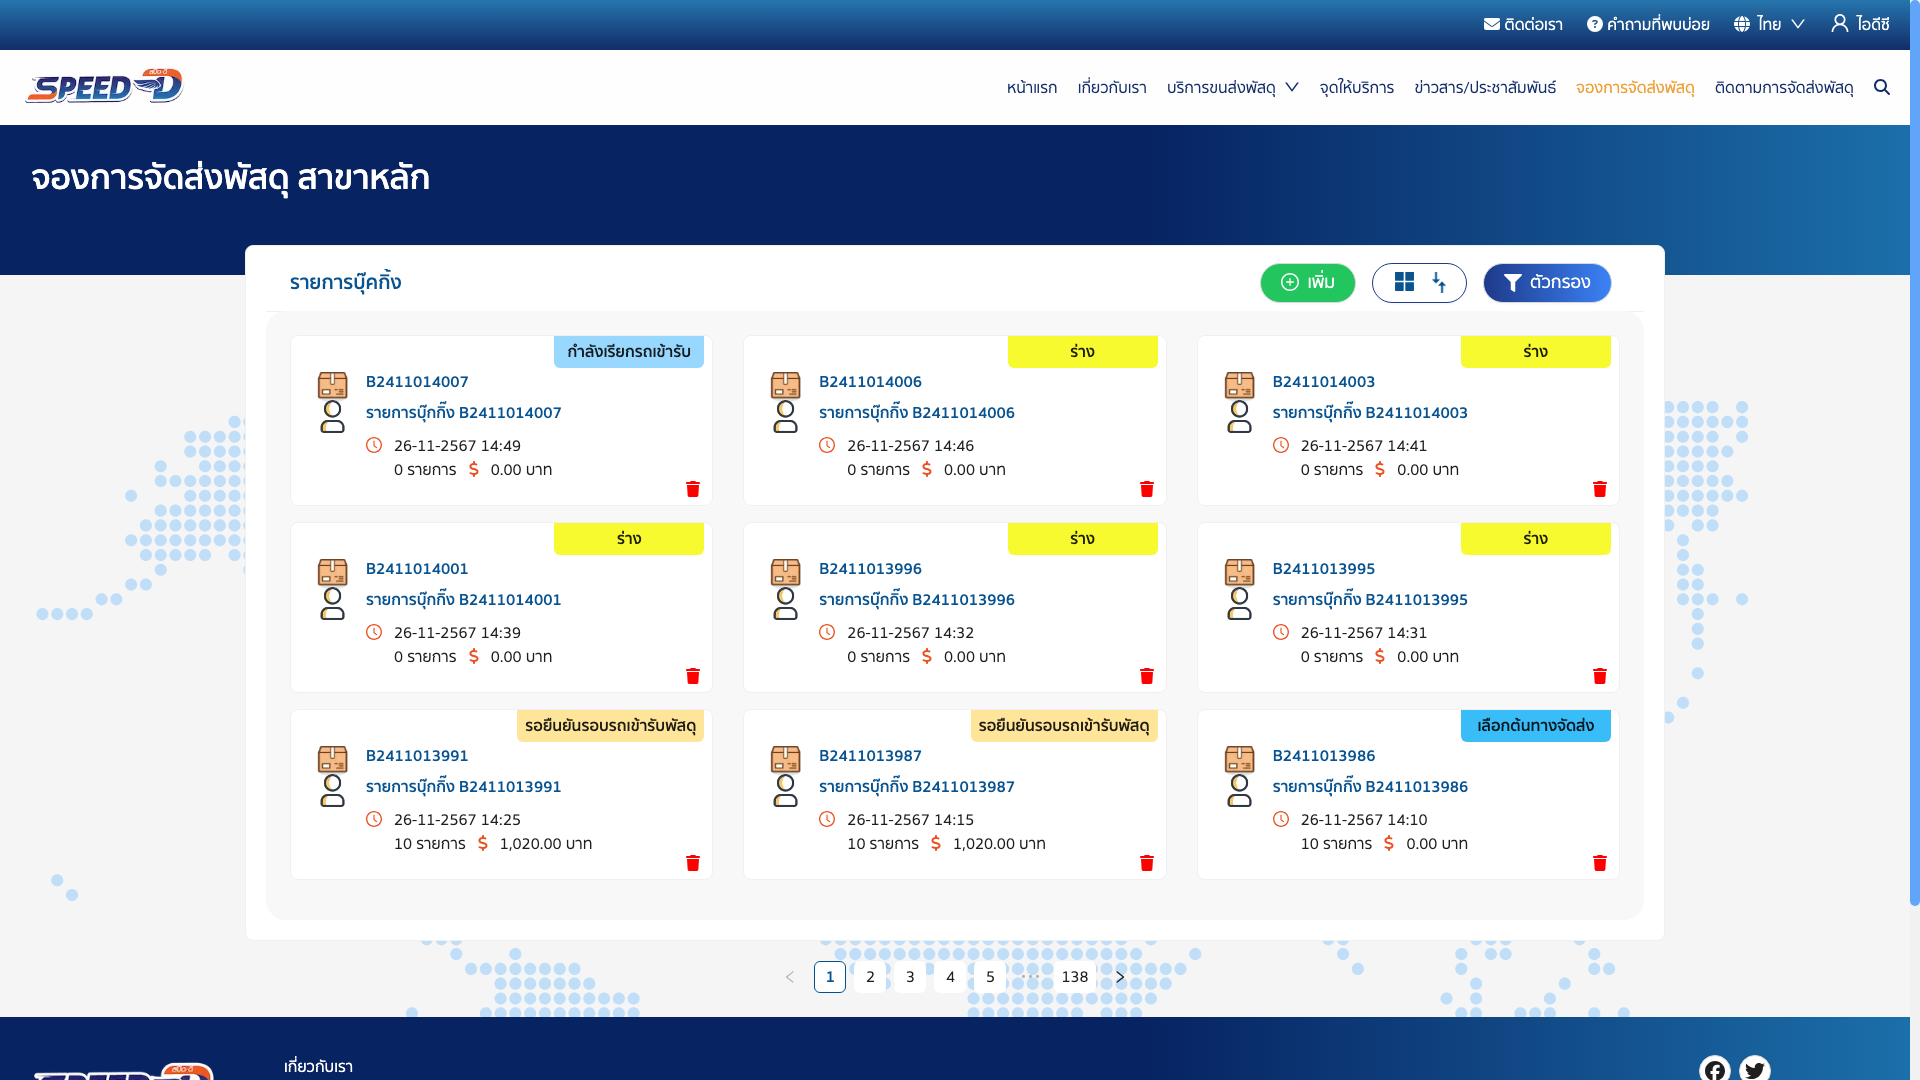 ติดต่อเรา คำถามที่พบบ่อย ไทย ไอดีซี
สปีด-ดี
SPEED-D
หน้าแรก เกี่ยวกับเรา บริการขนส่งพัสดุ จุดให้บริการ ข่าวสาร/ประชาสัมพันธ์ จองการจัดส่งพัสดุ ติดตามการจัดส่งพัสดุ
จองการจัดส่งพัสดุ สาขาหลัก
รายการบุ๊คกิ้ง
เพิ่ม
ตัวกรอง
กำลังเรียกรถเข้ารับ
B2411014007
รายการบุ๊กกิ๊ง B2411014007
26-11-2567 14:49
0 รายการ $ 0.00 บาท
ร่าง
B2411014006
รายการบุ๊กกิ๊ง B2411014006
26-11-2567 14:46
0 รายการ $ 0.00 บาท
ร่าง
B2411014003
รายการบุ๊กกิ๊ง B2411014003
26-11-2567 14:41
0 รายการ $ 0.00 บาท
ร่าง
B2411014001
รายการบุ๊กกิ๊ง B2411014001
26-11-2567 14:39
0 รายการ $ 0.00 บาท
ร่าง
B2411013996
รายการบุ๊กกิ๊ง B2411013996
26-11-2567 14:32
0 รายการ $ 0.00 บาท
ร่าง
B2411013995
รายการบุ๊กกิ๊ง B2411013995
26-11-2567 14:31
0 รายการ $ 0.00 บาท
รอยืนยันรอบรถเข้ารับพัสดุ
B2411013991
รายการบุ๊กกิ๊ง B2411013991
26-11-2567 14:25
10 รายการ $ 1,020.00 บาท
รอยืนยันรอบรถเข้ารับพัสดุ
B2411013987
รายการบุ๊กกิ๊ง B2411013987
26-11-2567 14:15
10 รายการ $ 1,020.00 บาท
เลือกต้นทางจัดส่ง
B2411013986
รายการบุ๊กกิ๊ง B2411013986
26-11-2567 14:10
10 รายการ $ 0.00 บาท
1 2 3 4 5 ••• 138
สปีด-ดี
SPEED-D
เกี่ยวกับเรา